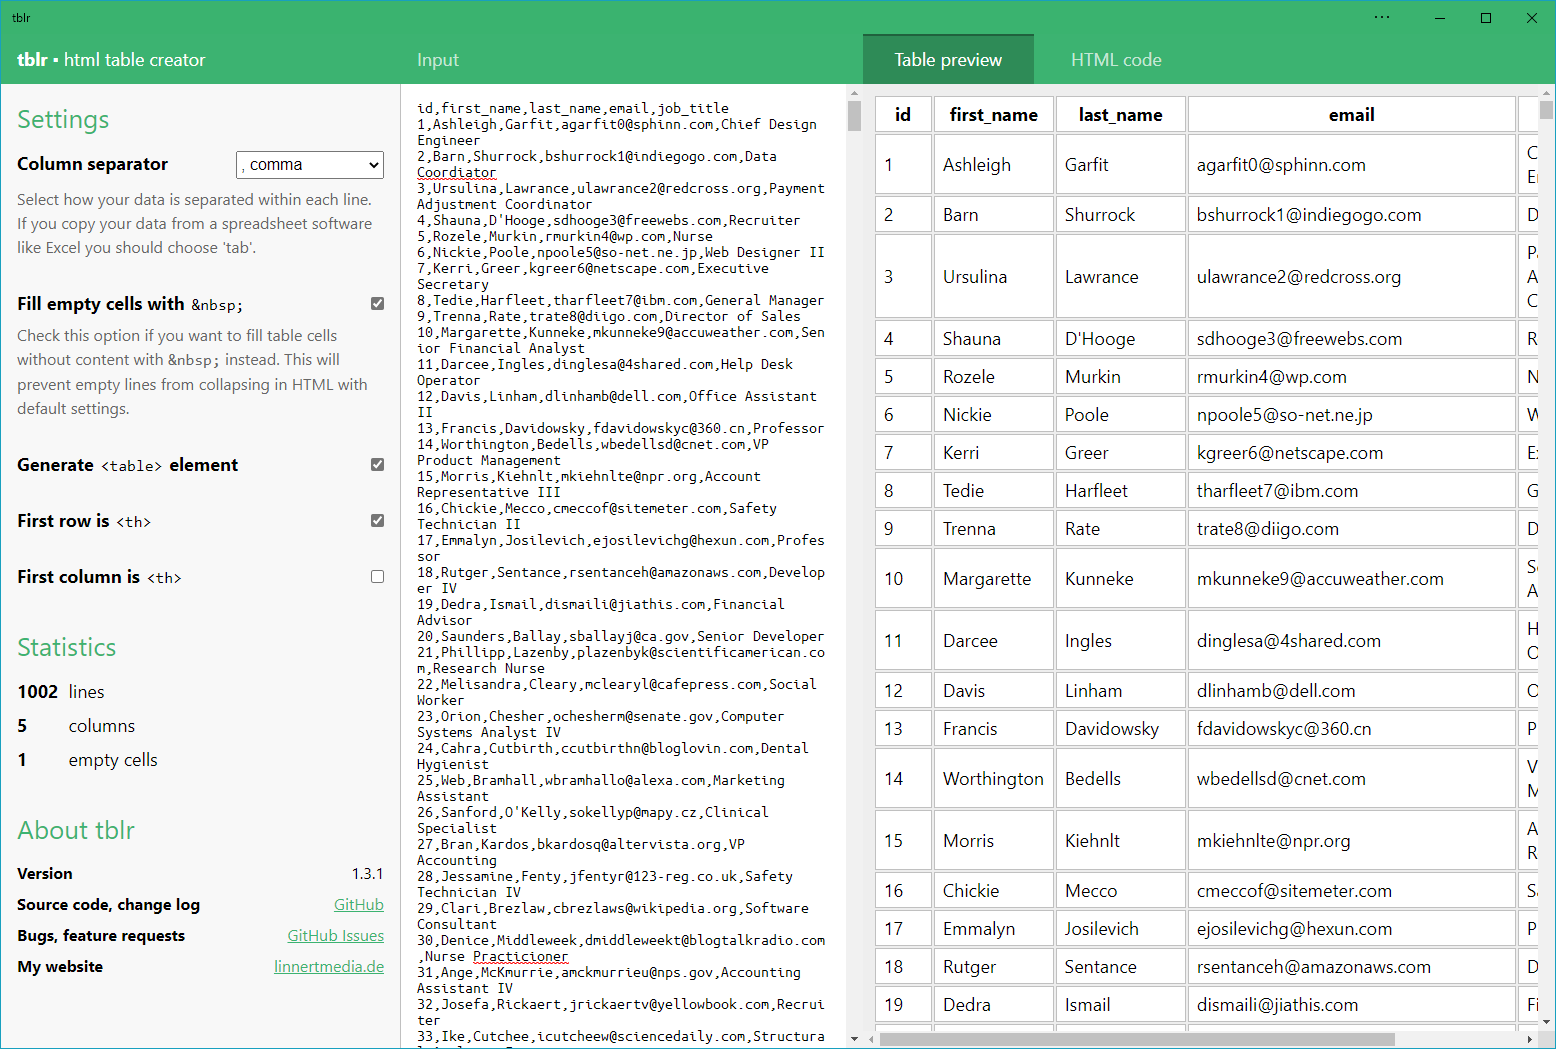 tblr
tblr • html table creator
Input
Table preview
HTML code
Settings
Column separator
, comma
Select how your data is separated within each line.
If you copy your data from a spreadsheet software
like Excel you should choose 'tab'.
Fill empty cells with &nbsp;
Check this option if you want to fill table cells
without content with &nbsp; instead. This will
prevent empty lines from collapsing in HTML with
default settings.
Generate <table> element
First row is <th>
First column is <th>
Statistics
1002 lines
5 columns
1 empty cells
About tblr
Version 1.3.1
Source code, change log GitHub
Bugs, feature requests GitHub Issues
My website linnertmedia.de
id,first_name,last_name,email,job_title
1,Ashleigh,Garfit,agarfit0@sphinn.com,Chief Design
Engineer
2,Barn,Shurrock,bshurrock1@indiegogo.com,Data
Coordiator
3,Ursulina,Lawrance,ulawrance2@redcross.org,Payment
Adjustment Coordinator
4,Shauna,D'Hooge,sdhooge3@freewebs.com,Recruiter
5,Rozele,Murkin,rmurkin4@wp.com,Nurse
6,Nickie,Poole,npoole5@so-net.ne.jp,Web Designer II
7,Kerri,Greer,kgreer6@netscape.com,Executive
Secretary
8,Tedie,Harfleet,tharfleet7@ibm.com,General Manager
9,Trenna,Rate,trate8@diigo.com,Director of Sales
10,Margarette,Kunneke,mkunneke9@accuweather.com,Sen
ior Financial Analyst
11,Darcee,Ingles,dinglesa@4shared.com,Help Desk
Operator
12,Davis,Linham,dlinhamb@dell.com,Office Assistant
II
13,Francis,Davidowsky,fdavidowskyc@360.cn,Professor
14,Worthington,Bedells,wbedellsd@cnet.com,VP
Product Management
15,Morris,Kiehnlt,mkiehnlte@npr.org,Account
Representative III
16,Chickie,Mecco,cmeccof@sitemeter.com,Safety
Technician II
17,Emmalyn,Josilevich,ejosilevichg@hexun.com,Profes
sor
18,Rutger,Sentance,rsentanceh@amazonaws.com,Develop
er IV
19,Dedra,Ismail,dismaili@jiathis.com,Financial
Advisor
20,Saunders,Ballay,sballayj@ca.gov,Senior Developer
21,Phillipp,Lazenby,plazenbyk@scientificamerican.co
m,Research Nurse
22,Melisandra,Cleary,mclearyl@cafepress.com,Social
Worker
23,Orion,Chesher,ochesherm@senate.gov,Computer
Systems Analyst IV
24,Cahra,Cutbirth,ccutbirthn@bloglovin.com,Dental
Hygienist
25,Web,Bramhall,wbramhallo@alexa.com,Marketing
Assistant
26,Sanford,O'Kelly,sokellyp@mapy.cz,Clinical
Specialist
27,Bran,Kardos,bkardosq@altervista.org,VP
Accounting
28,Jessamine,Fenty,jfentyr@123-reg.co.uk,Safety
Technician IV
29,Clari,Brezlaw,cbrezlaws@wikipedia.org,Software
Consultant
30,Denice,Middleweek,dmiddleweekt@blogtalkradio.com
,Nurse Practicioner
31,Ange,McKmurrie,amckmurrieu@nps.gov,Accounting
Assistant IV
32,Josefa,Rickaert,jrickaertv@yellowbook.com,Recrui
ter
33,Ike,Cutchee,icutcheew@sciencedaily.com,Structura
id first_name last_name email
1 Ashleigh Garfit agarfit0@sphinn.com
2 Barn Shurrock bshurrock1@indiegogo.com
3 Ursulina Lawrance ulawrance2@redcross.org
4 Shauna D'Hooge sdhooge3@freewebs.com
5 Rozele Murkin rmurkin4@wp.com
6 Nickie Poole npoole5@so-net.ne.jp
7 Kerri Greer kgreer6@netscape.com
8 Tedie Harfleet tharfleet7@ibm.com
9 Trenna Rate trate8@diigo.com
10 Margarette Kunneke mkunneke9@accuweather.com
11 Darcee Ingles dinglesa@4shared.com
12 Davis Linham dlinhamb@dell.com
13 Francis Davidowsky fdavidowskyc@360.cn
14 Worthington Bedells wbedellsd@cnet.com
15 Morris Kiehnlt mkiehnlte@npr.org
16 Chickie Mecco cmeccof@sitemeter.com
17 Emmalyn Josilevich ejosilevichg@hexun.com
18 Rutger Sentance rsentanceh@amazonaws.com
19 Dedra Ismail dismaili@jiathis.com